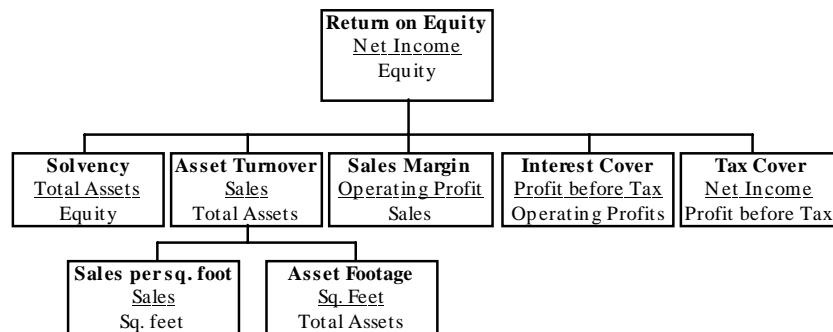 Return on Equity
Net Income
Equity
Solvency
Total Assets
Equity
Asset Turnover
Sales
Total Assets
Sales Margin
Operating Profit
Sales
Interest Cover
Profit before Tax
Operating Profits
Tax Cover
Net Income
Profit before Tax
Sales per sq. foot
Sales
Sq. feet
Asset Footage
Sq. Feet
Total Assets